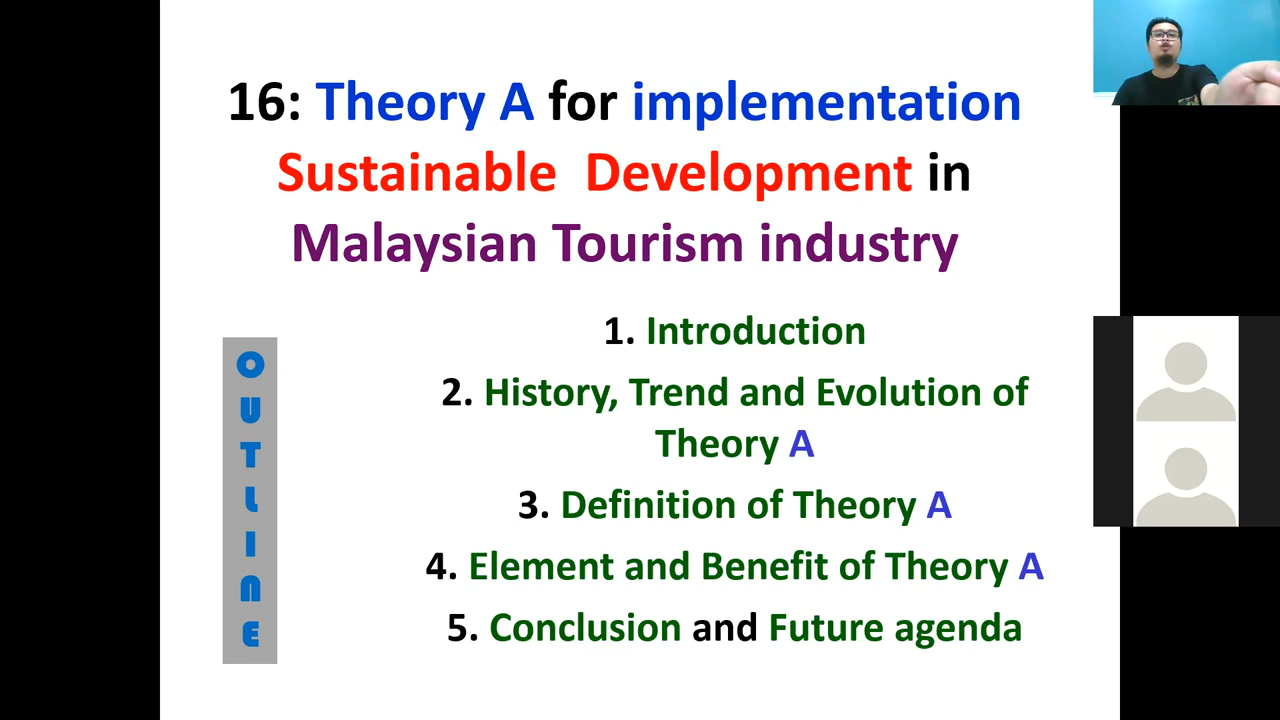 16: Theory A for implementation
Sustainable Development in
Malaysian Tourism industry
OUTLINE
1. Introduction
2. History, Trend and Evolution of
Theory A
3. Definition of Theory A
4. Element and Benefit of Theory A
5. Conclusion and Future agenda